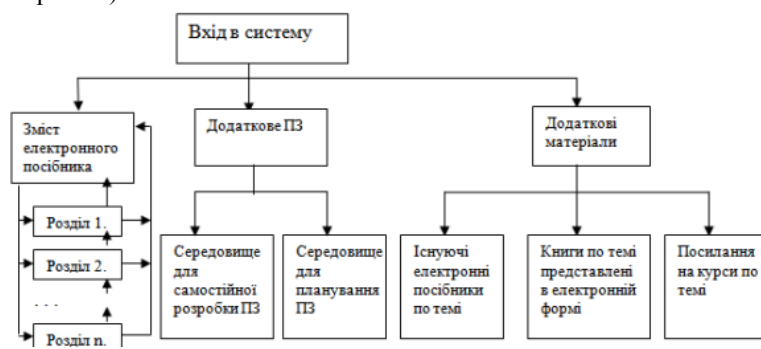 Вхід в систему
Зміст
електронного
посібника
Додаткове ПЗ
Додаткові
матеріали
Розділ 1.
Розділ 2.
. . .
Розділ n.
Середовище
для
самостійної
розробки ПЗ
Середовище
для
планування
ПЗ
Існуючі
електронні
посібники
по темі
Книги по темі
представлені
в електронній
формі
Посилання
на курси по
темі